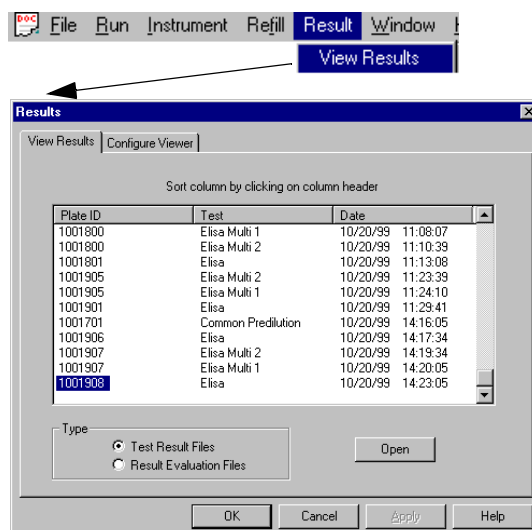 DOC File Run Instrument Refill Result Window
View Results
Results
View Results Configure Viewer
Sort column by clicking on column header
Plate ID Test Date
1001800 Elisa Multi 1 10/20/99 11:08:07
1001800 Elisa Multi 2 10/20/99 11:10:39
1001801 Elisa 10/20/99 11:13:08
1001905 Elisa Multi 2 10/20/99 11:23:39
1001905 Elisa Multi 1 10/20/99 11:24:10
1001901 Elisa 10/20/99 11:29:41
1001701 Common Predilution 10/20/99 14:16:05
1001906 Elisa 10/20/99 14:17:34
1001907 Elisa Multi 2 10/20/99 14:19:34
1001907 Elisa Multi 1 10/20/99 14:20:05
1001908 Elisa 10/20/99 14:23:05
Type
Test Result Files
Result Evaluation Files
Open
OK Cancel Apply Help